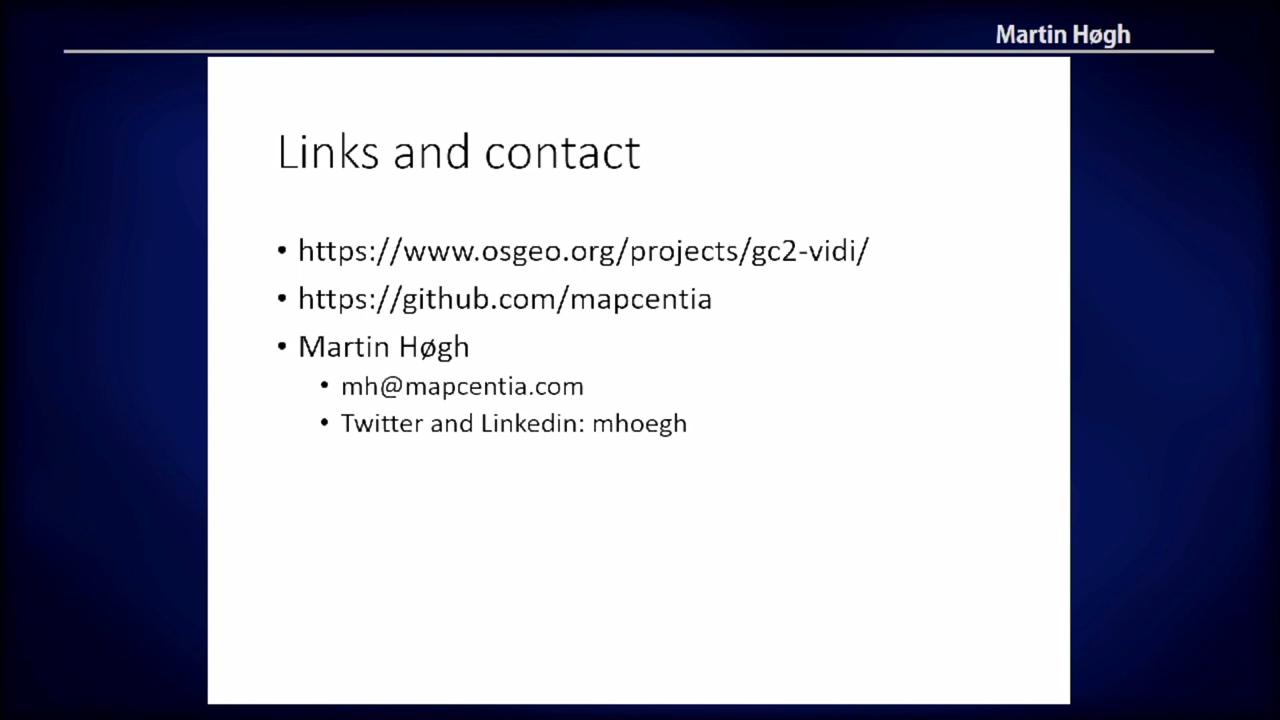 Martin Høgh
Links and contact
• https://www.osgeo.org/projects/gc2-vidi/
• https://github.com/mapcentia
• Martin Høgh
• mh@mapcentia.com
• Twitter and Linkedin: mhoegh